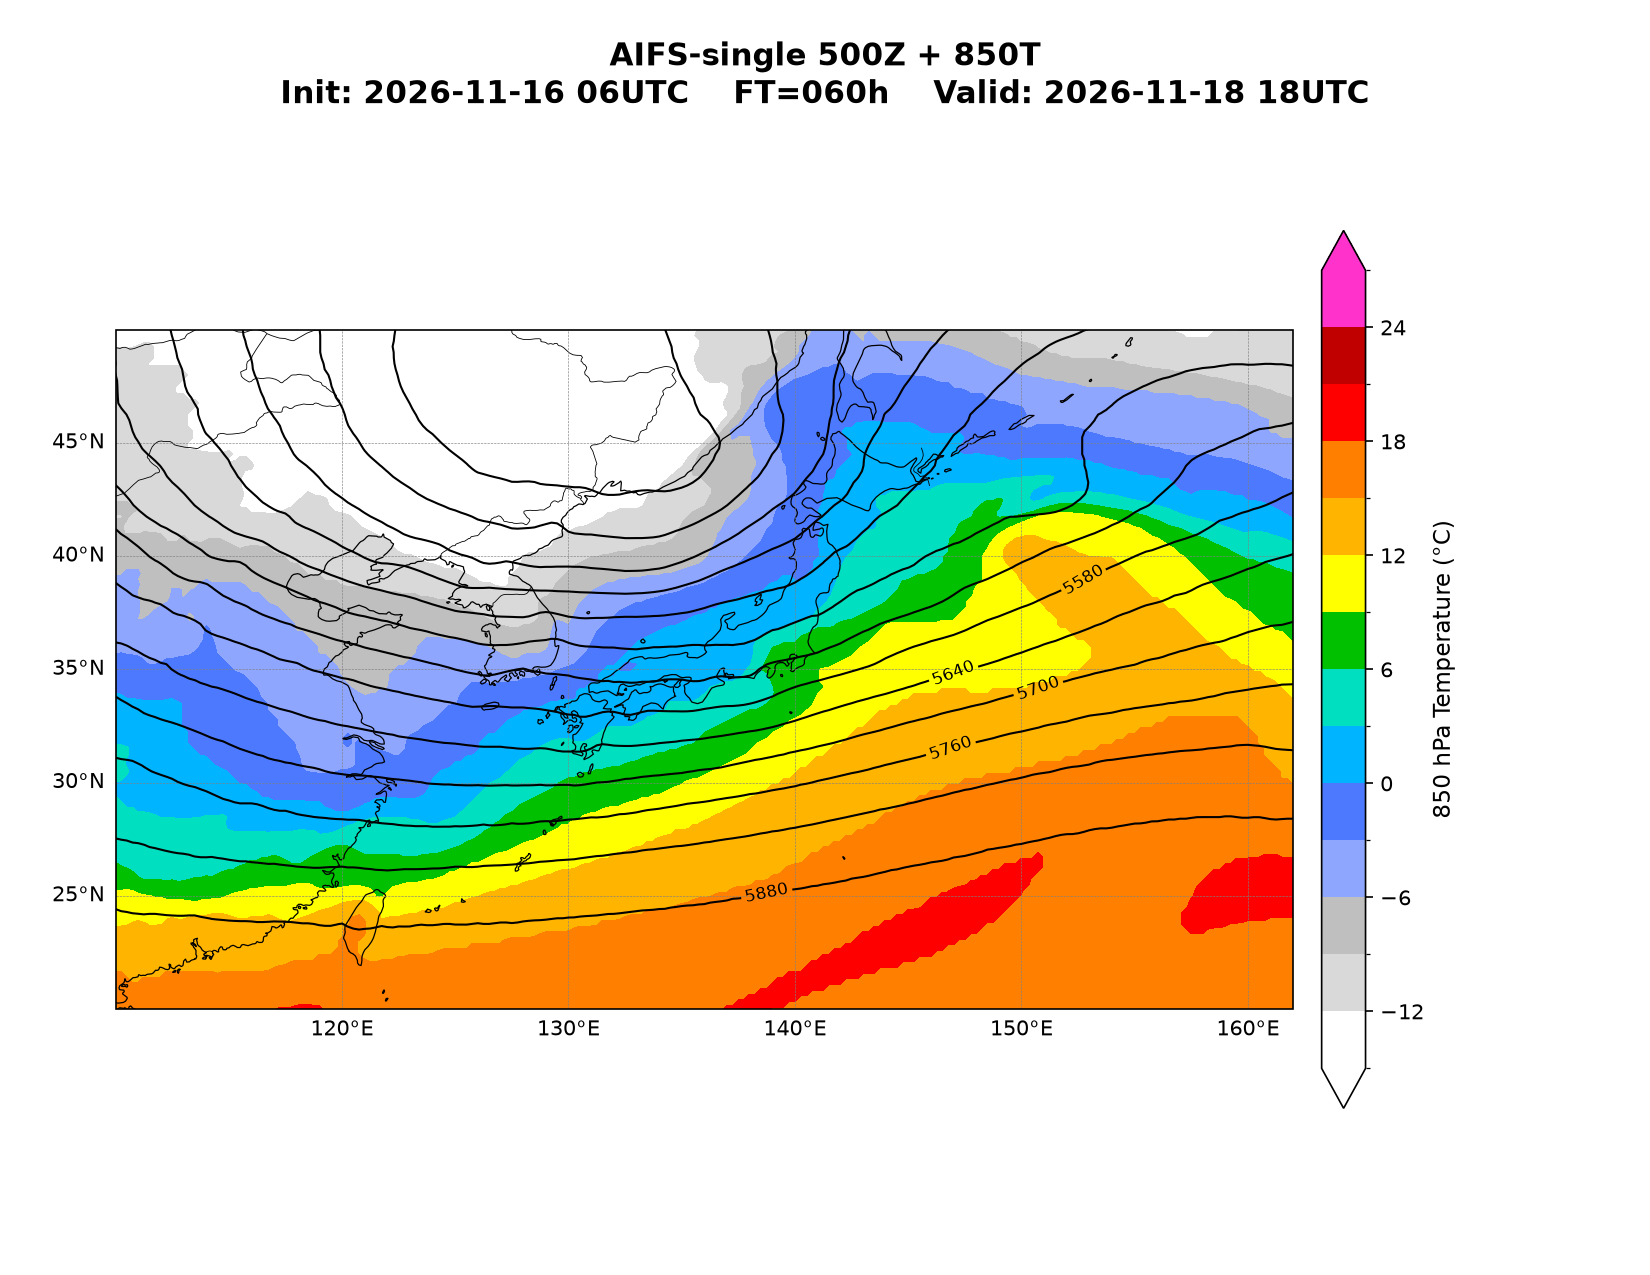 AIFS-single 500Z + 850T
Init: 2026-11-16 06UTC    FT=060h    Valid: 2026-11-18 18UTC
45°N
40°N
35°N
30°N
25°N
120°E
130°E
140°E
150°E
160°E
5580
5640
5700
5760
5880
24
18
12
6
0
−6
−12
850 hPa Temperature (°C)